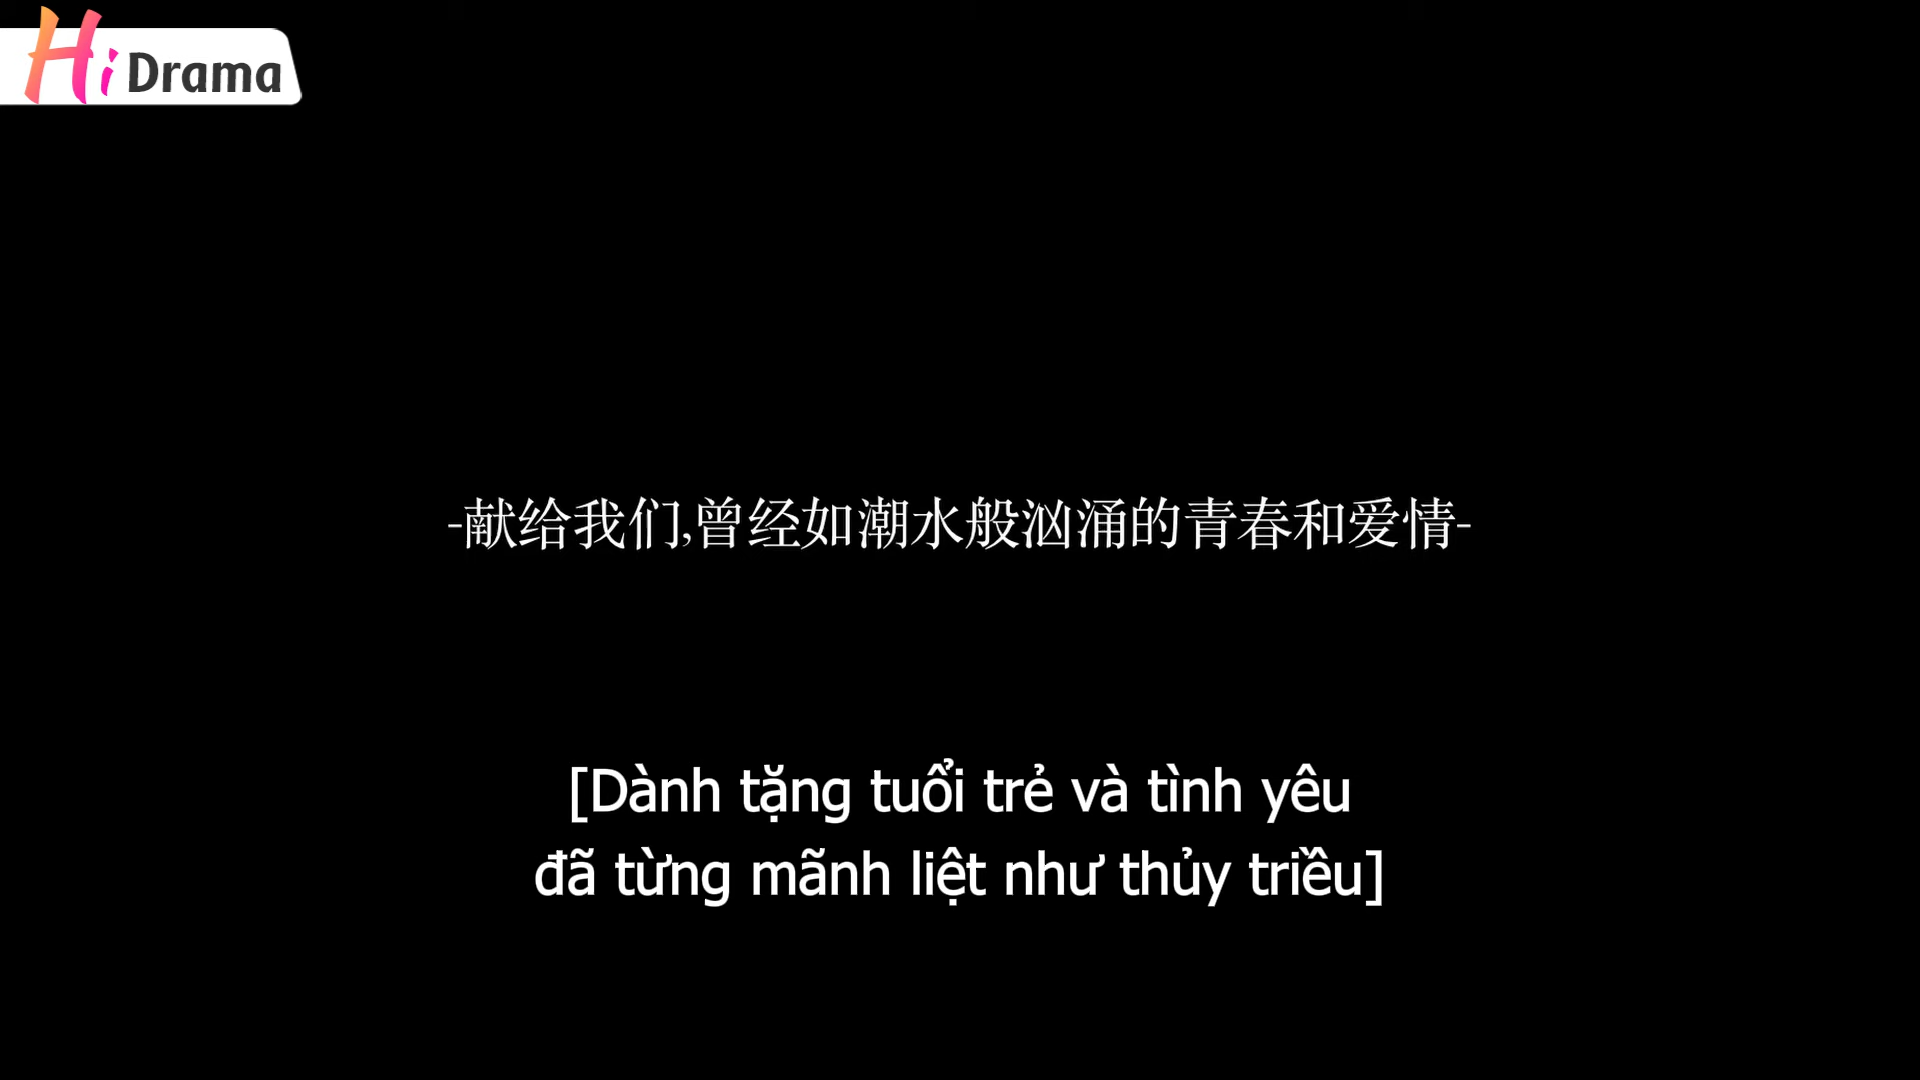 Hi Drama
-献给我们,曾经如潮水般汹涌的青春和爱情-
[Dành tặng tuổi trẻ và tình yêu
đã từng mãnh liệt như thủy triều]